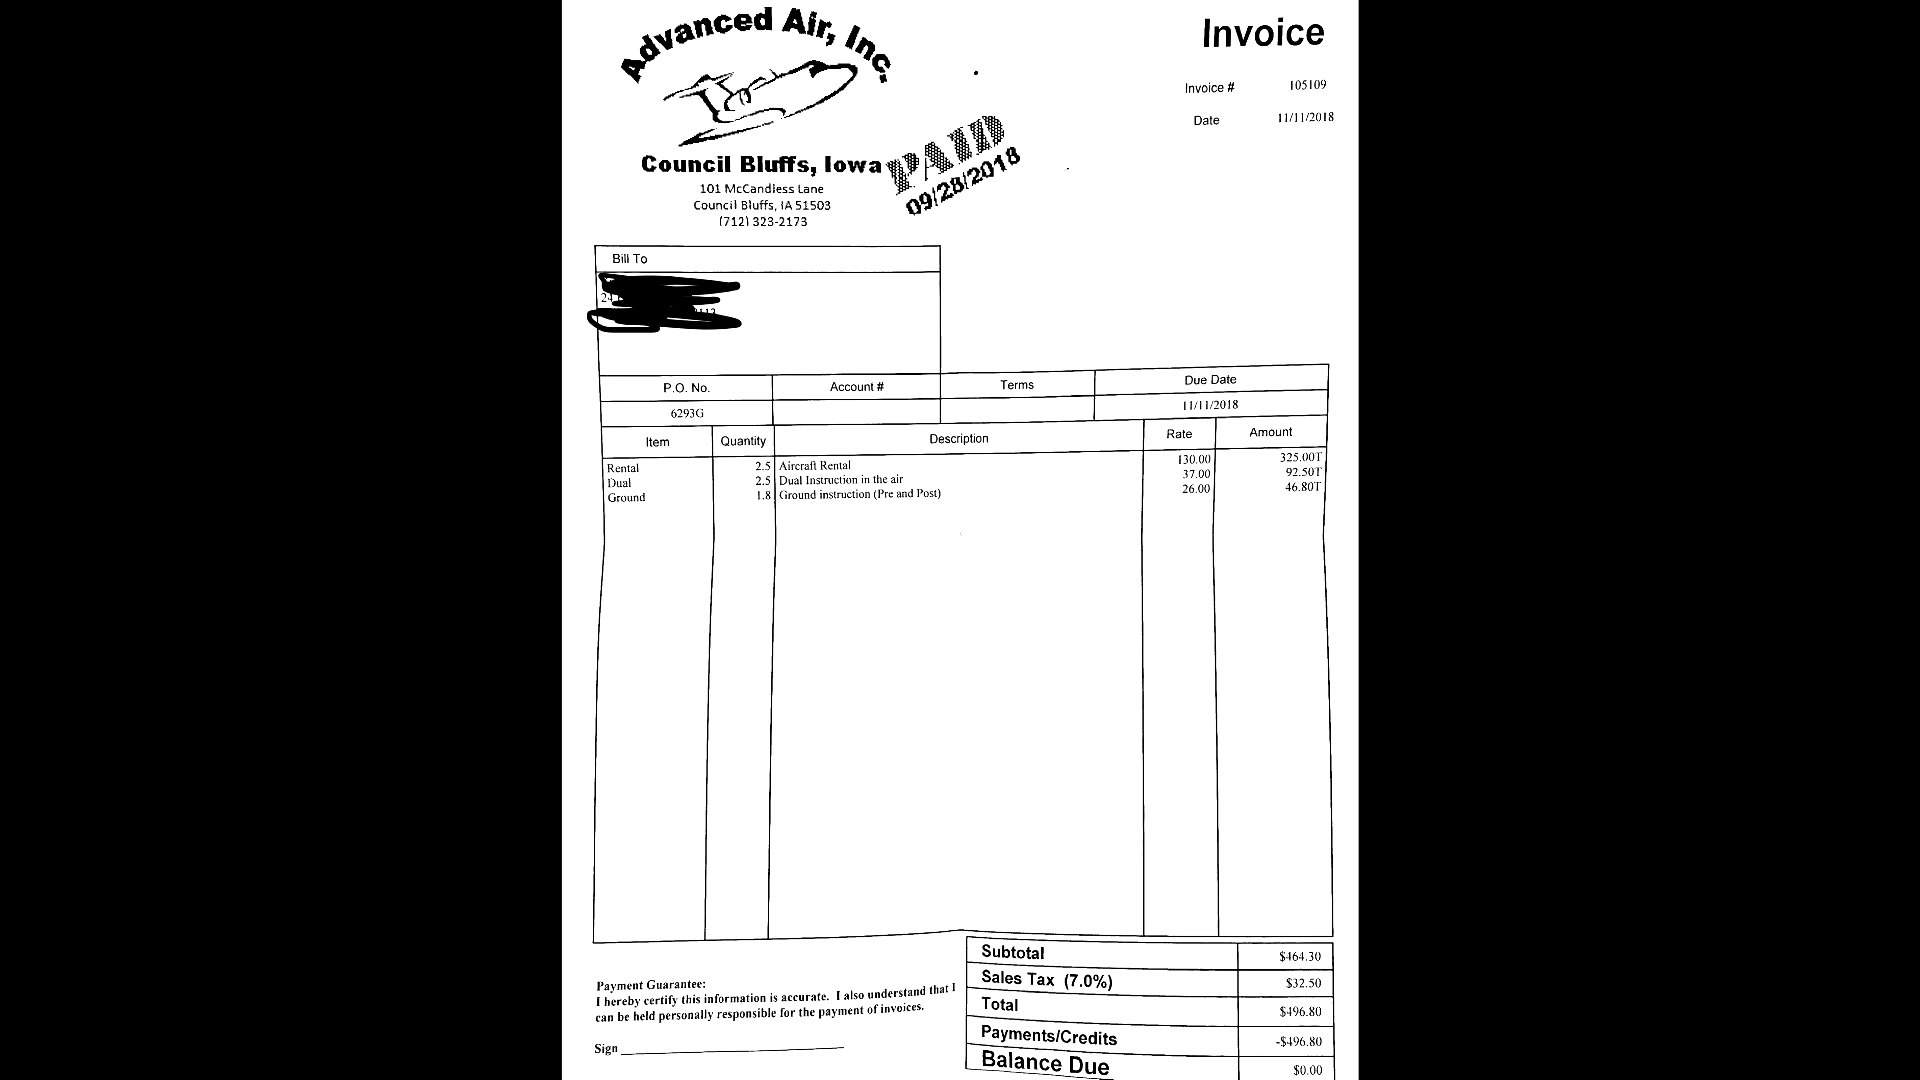 Advanced Air, Inc.
Invoice
Invoice # 105109
Date 11/11/2018
PAID
09/28/2018
Council Bluffs, Iowa
101 McCandless Lane
Council Bluffs, IA 51503
(712) 323-2173
Bill To
P.O. No. Account # Terms Due Date
6293G 11/11/2018
Item Quantity Description Rate Amount
Rental 2.5 Aircraft Rental 130.00 325.00T
Dual 2.5 Dual Instruction in the air 37.00 92.50T
Ground 1.8 Ground instruction (Pre and Post) 26.00 46.80T
Subtotal $464.30
Sales Tax (7.0%) $32.50
Total $496.80
Payments/Credits -$496.80
Balance Due $0.00
Payment Guarantee:
I hereby certify this information is accurate. I also understand that I
can be held personally responsible for the payment of invoices.
Sign